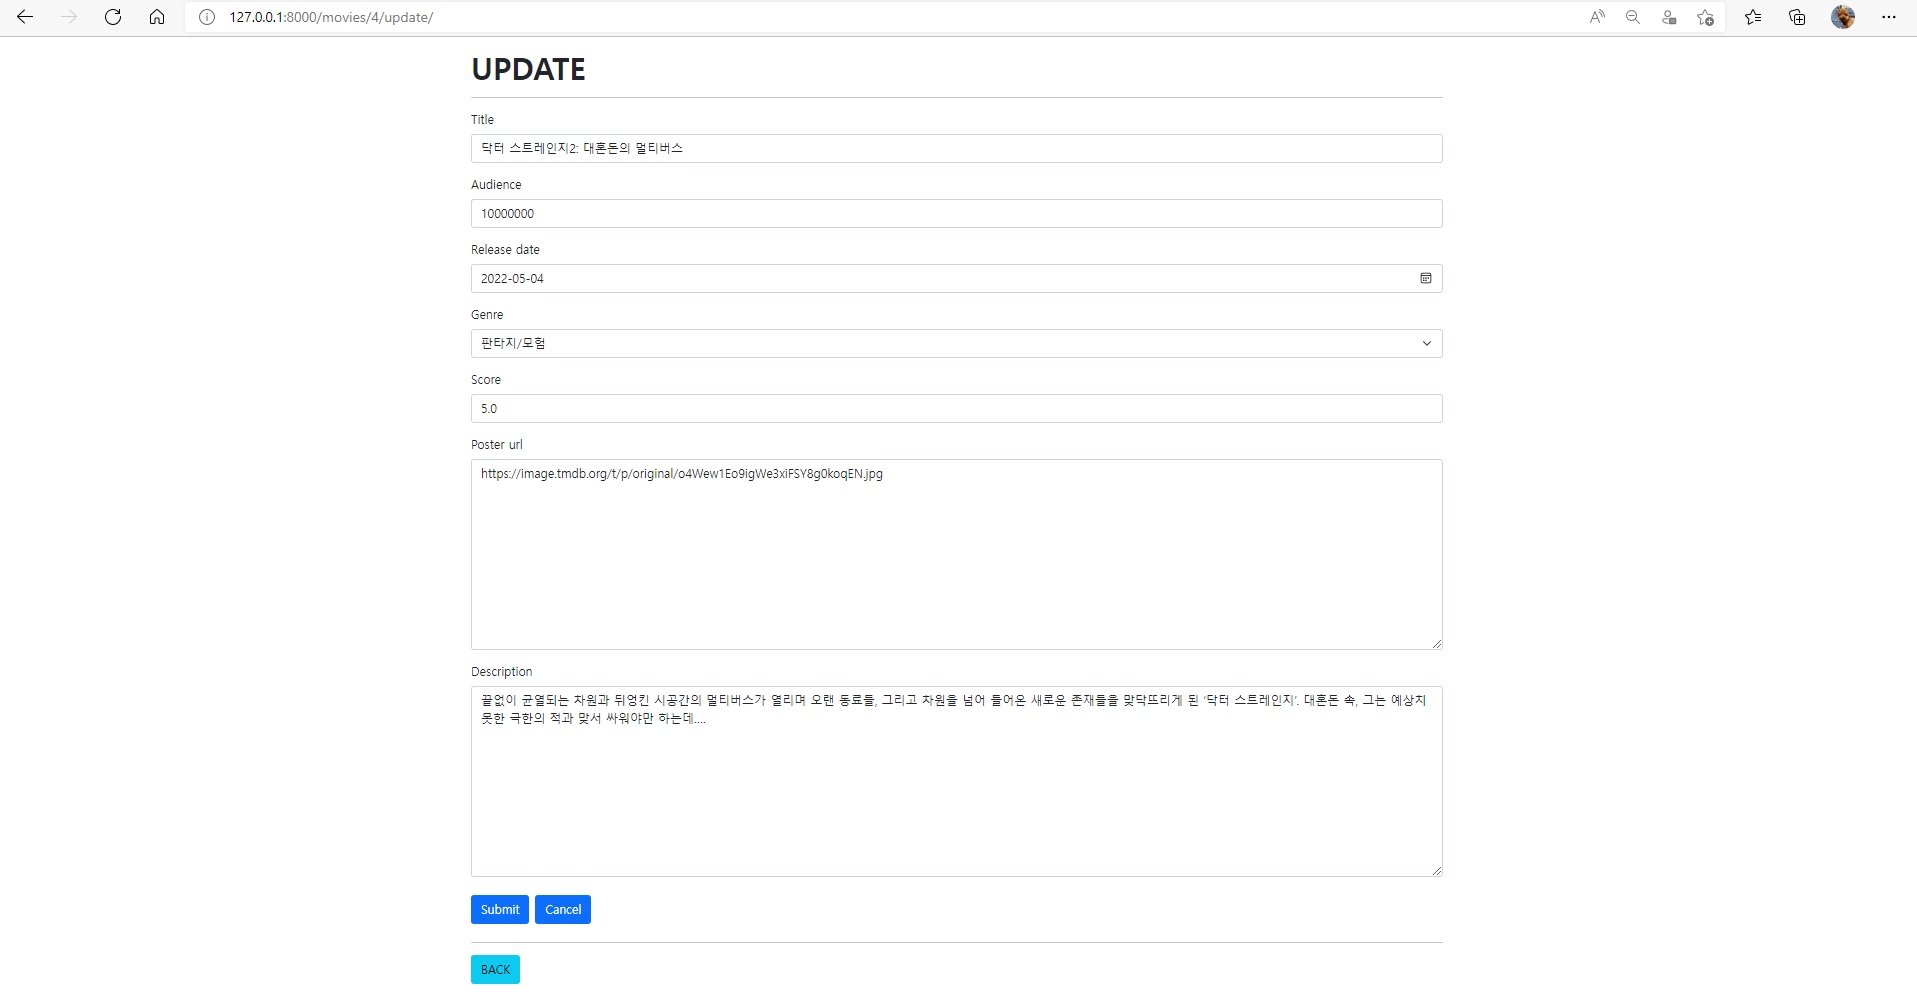 127.0.0.1:8000/movies/4/update/
UPDATE
Title
닥터 스트레인지2: 대혼돈의 멀티버스
Audience
10000000
Release date
2022-05-04
Genre
판타지/모험
Score
5.0
Poster url
https://image.tmdb.org/t/p/original/o4Wew1Eo9igWe3xiFSY8g0koqEN.jpg
Description
끝없이 균열되는 차원과 뒤엉킨 시공간의 멀티버스가 열리며 오랜 동료들, 그리고 차원을 넘어 들어온 새로운 존재들을 맞닥뜨리게 된 ‘닥터 스트레인지’. 대혼돈 속, 그는 예상치
못한 극한의 적과 맞서 싸워야만 하는데....
Submit Cancel
BACK